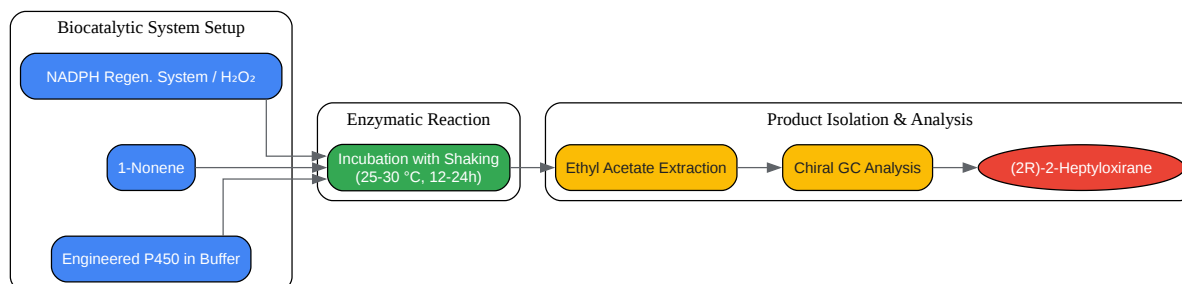 Biocatalytic System Setup
NADPH Regen. System / H₂O₂
1-Nonene
Engineered P450 in Buffer
Enzymatic Reaction
Incubation with Shaking
(25-30 °C, 12-24h)
Product Isolation & Analysis
Ethyl Acetate Extraction
Chiral GC Analysis
(2R)-2-Heptyloxirane